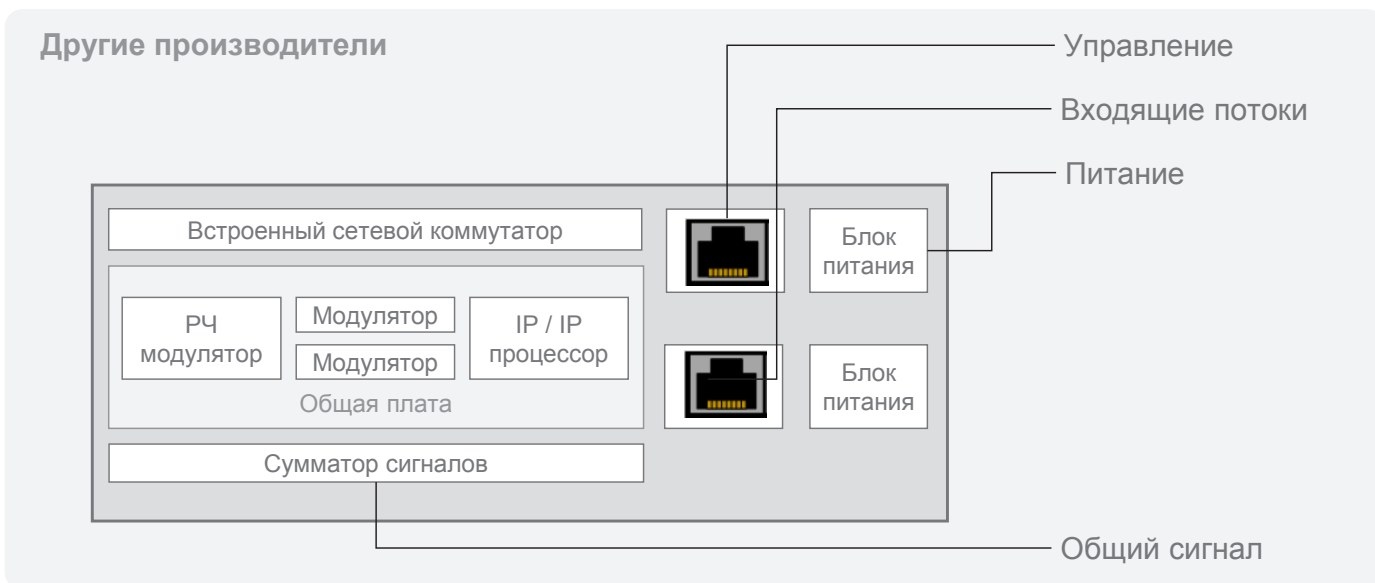 Другие производители
Управление
Входящие потоки
Питание
Встроенный сетевой коммутатор
Блок
питания
РЧ
модулятор
Модулятор
Модулятор
IP / IP
процессор
Общая плата
Блок
питания
Сумматор сигналов
Общий сигнал